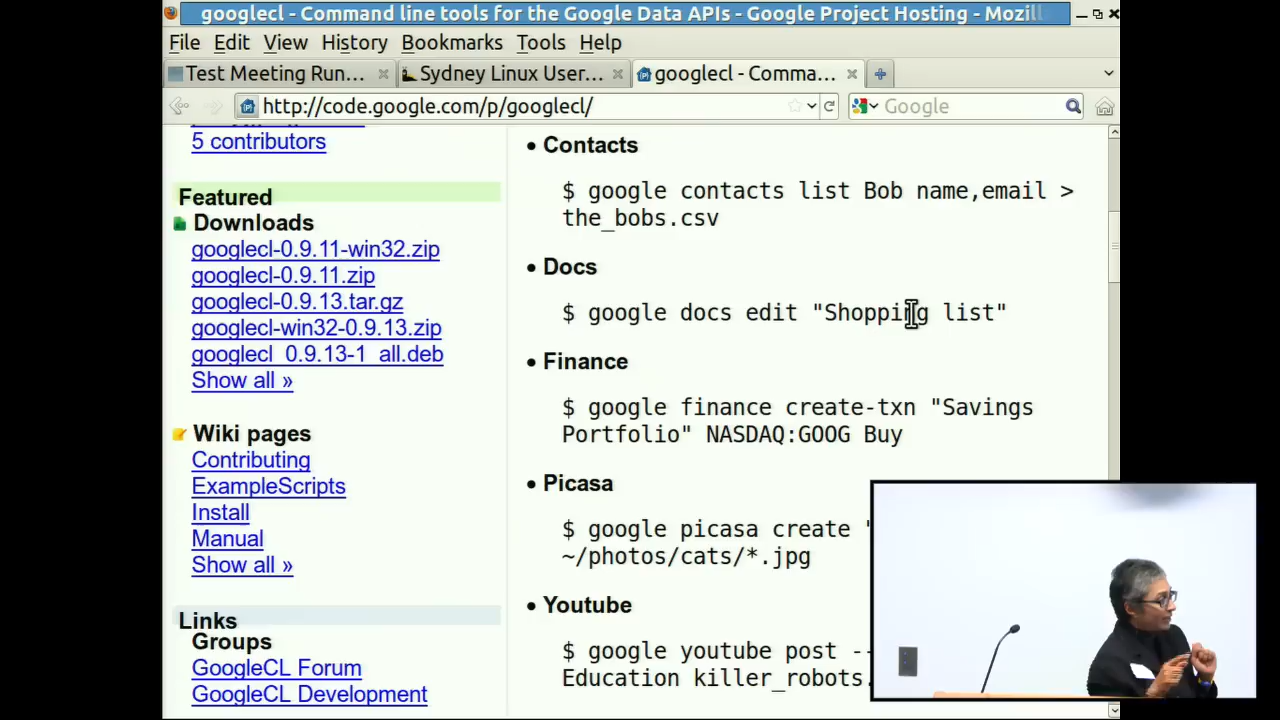 googlecl - Command line tools for the Google Data APIs - Google Project Hosting - Mozill
File Edit View History Bookmarks Tools Help
Test Meeting Run...
Sydney Linux User...
googlecl - Comma...
http://code.google.com/p/googlecl/
Google
5 contributors
Featured
Downloads
googlecl-0.9.11-win32.zip
googlecl-0.9.11.zip
googlecl-0.9.13.tar.gz
googlecl-win32-0.9.13.zip
googlecl_0.9.13-1_all.deb
Show all »
Wiki pages
Contributing
ExampleScripts
Install
Manual
Show all »
Links
Groups
GoogleCL Forum
GoogleCL Development
• Contacts
$ google contacts list Bob name,email >
the_bobs.csv
• Docs
$ google docs edit "Shopping list"
• Finance
$ google finance create-txn "Savings
Portfolio" NASDAQ:GOOG Buy
• Picasa
$ google picasa create "
~/photos/cats/*.jpg
• Youtube
$ google youtube post --
Education killer_robots.